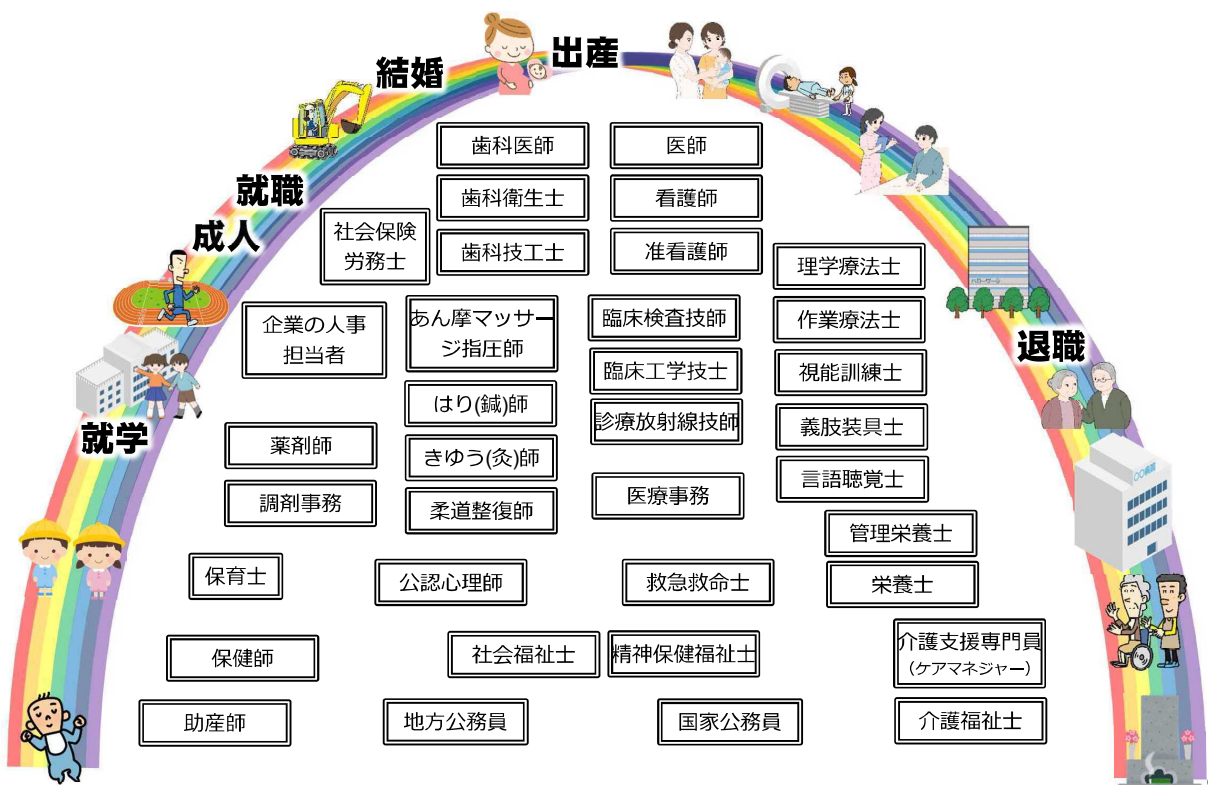 出産
結婚
就職
成人
就学
退職
歯科医師
医師
歯科衛生士
看護師
社会保険
労務士
歯科技工士
准看護師
理学療法士
企業の人事
担当者
あん摩マッサー
ジ指圧師
臨床検査技師
作業療法士
臨床工学技士
視能訓練士
はり(鍼)師
診療放射線技師
義肢装具士
薬剤師
きゆう(灸)師
言語聴覚士
調剤事務
柔道整復師
医療事務
管理栄養士
保育士
公認心理師
救急救命士
栄養士
保健師
社会福祉士
精神保健福祉士
介護支援専門員
（ケアマネジャー）
助産師
地方公務員
国家公務員
介護福祉士
〇〇病院